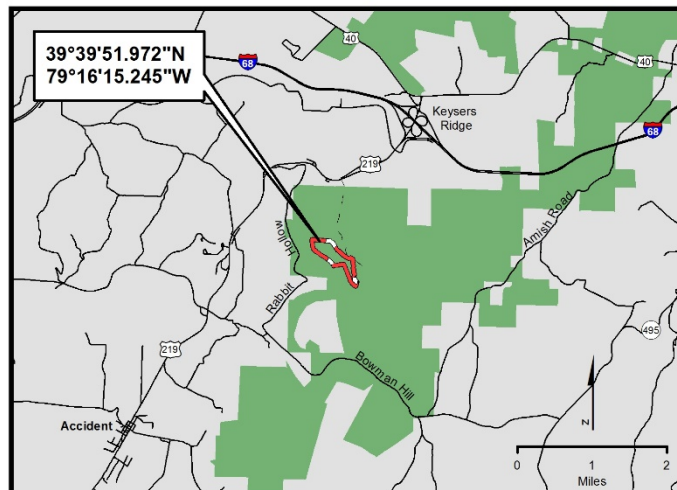 39°39'51.972"N
79°16'15.245"W
40
40
68
Keysers
Ridge
68
219
Amish Road
Hollow
Rabbit
219
495
Bowman Hill
Accident
N
0 1 2
Miles